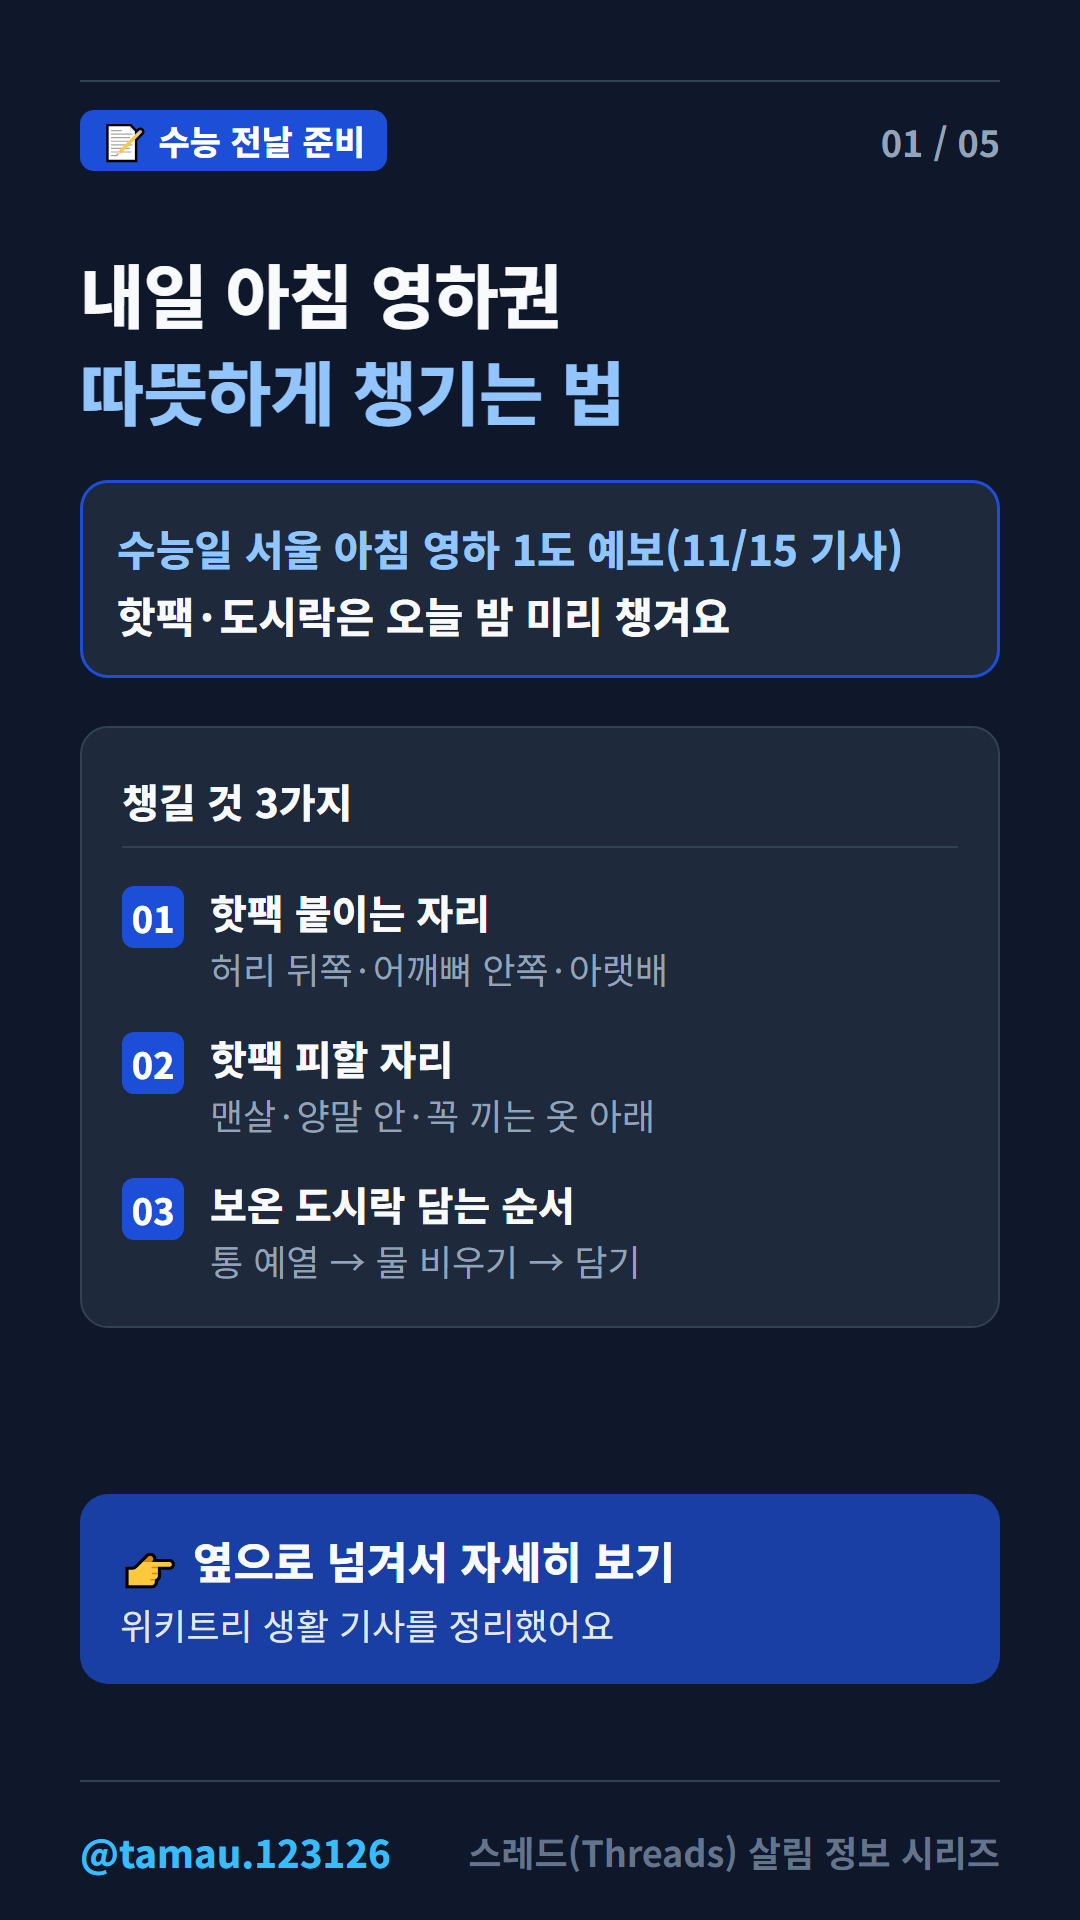 📝 수능 전날 준비
01 / 05
내일 아침 영하권
따뜻하게 챙기는 법
수능일 서울 아침 영하 1도 예보(11/15 기사)
핫팩·도시락은 오늘 밤 미리 챙겨요
챙길 것 3가지
01 핫팩 붙이는 자리
허리 뒤쪽·어깨뼈 안쪽·아랫배
02 핫팩 피할 자리
맨살·양말 안·꼭 끼는 옷 아래
03 보온 도시락 담는 순서
통 예열 → 물 비우기 → 담기
👉 옆으로 넘겨서 자세히 보기
위키트리 생활 기사를 정리했어요
@tamau.123126
스레드(Threads) 살림 정보 시리즈